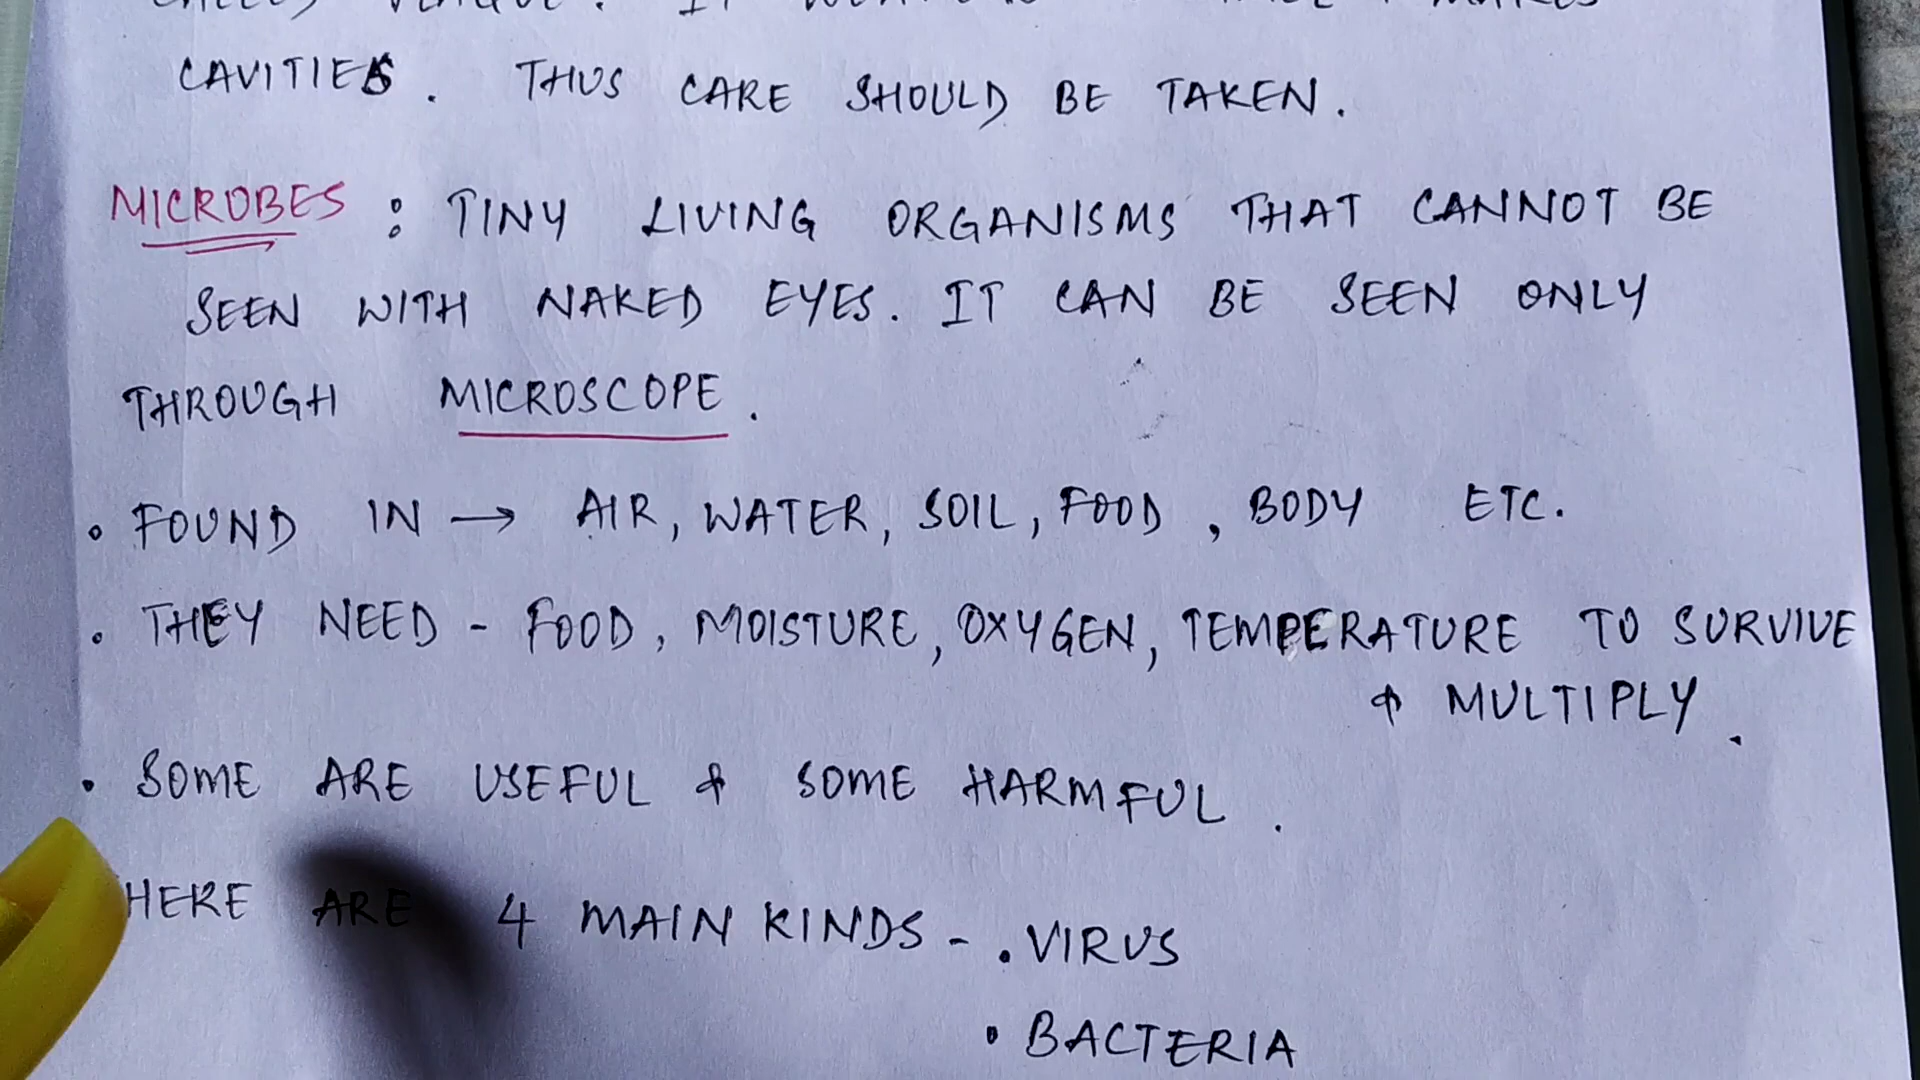 CAVITIES. THUS CARE SHOULD BE TAKEN.
MICROBES : TINY LIVING ORGANISMS THAT CANNOT BE
SEEN WITH NAKED EYES. IT CAN BE SEEN ONLY
THROUGH MICROSCOPE.
• FOUND IN → AIR, WATER, SOIL, FOOD, BODY ETC.
• THEY NEED - FOOD, MOISTURE, OXYGEN, TEMPERATURE TO SURVIVE
& MULTIPLY.
• SOME ARE USEFUL & SOME HARMFUL.
HERE ARE 4 MAIN KINDS - • VIRUS
• BACTERIA